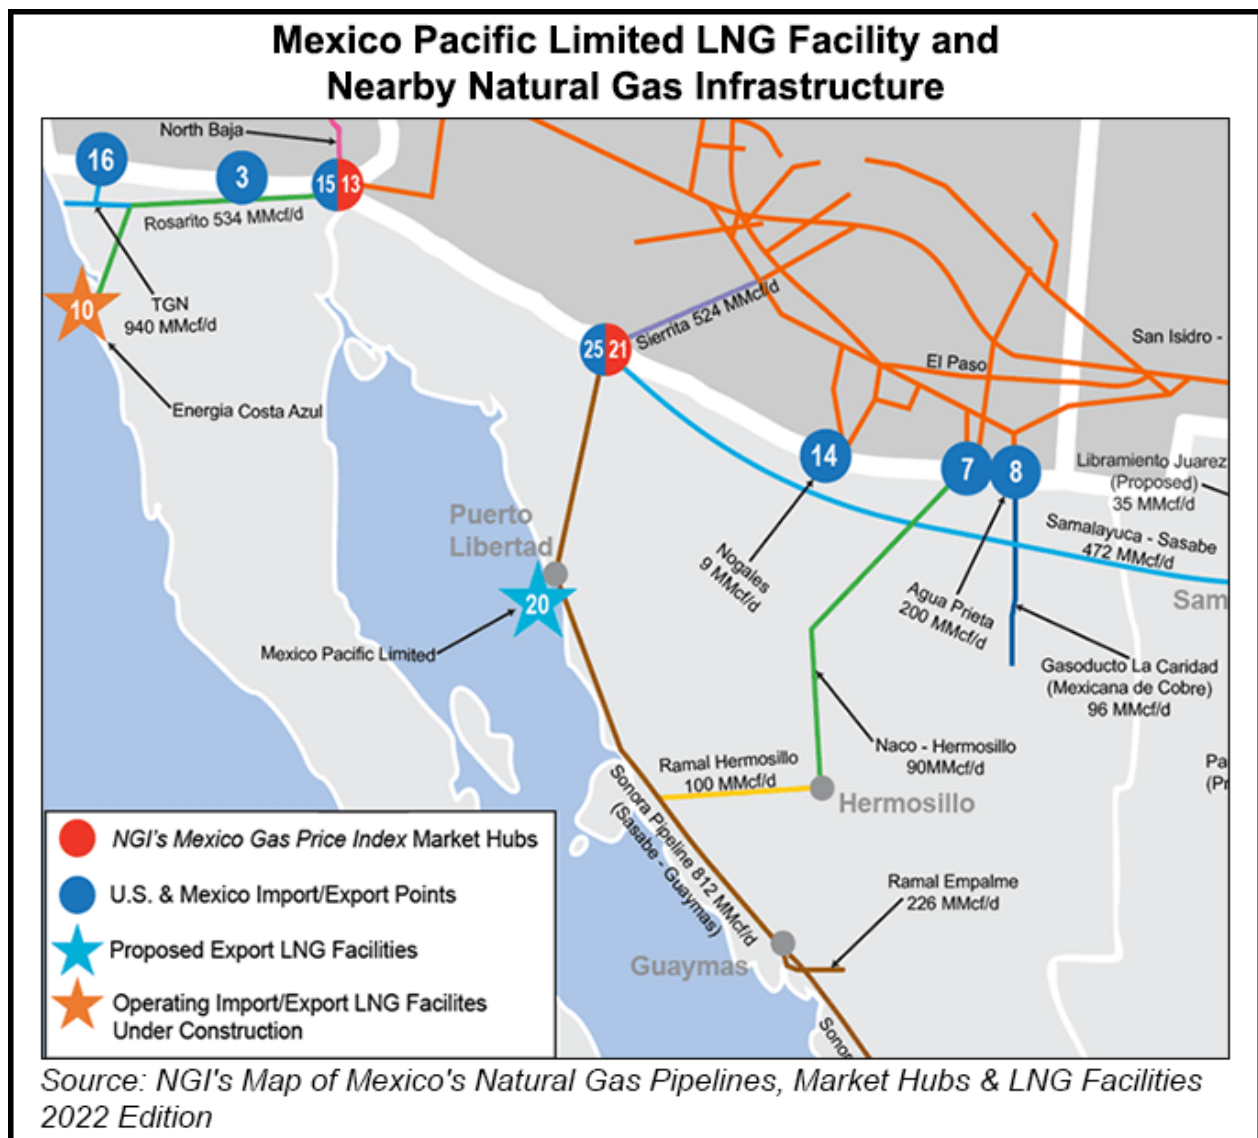 Mexico Pacific Limited LNG Facility and
Nearby Natural Gas Infrastructure
North Baja
16
3
15 13
Rosarito 534 MMcf/d
10
TGN
940 MMcf/d
Energia Costa Azul
25 21
Sierrita 524 MMcf/d
El Paso
San Isidro -
14
7
8
Libramiento Juarez
(Proposed)
35 MMcf/d
Samalayuca - Sasabe
472 MMcf/d
Sam
Puerto
Libertad
20
Mexico Pacific Limited
Nogales
9 MMcf/d
Agua Prieta
200 MMcf/d
Gasoducto La Caridad
(Mexicana de Cobre)
96 MMcf/d
Naco - Hermosillo
90MMcf/d
Pa
(Pr
Ramal Hermosillo
100 MMcf/d
Hermosillo
Sonora Pipeline 812 MMcf/d
(Sasabe - Guaymas)
Ramal Empalme
226 MMcf/d
Guaymas
Sonor
NGI's Mexico Gas Price Index Market Hubs
U.S. & Mexico Import/Export Points
Proposed Export LNG Facilities
Operating Import/Export LNG Facilites
Under Construction
Source: NGI's Map of Mexico's Natural Gas Pipelines, Market Hubs & LNG Facilities
2022 Edition